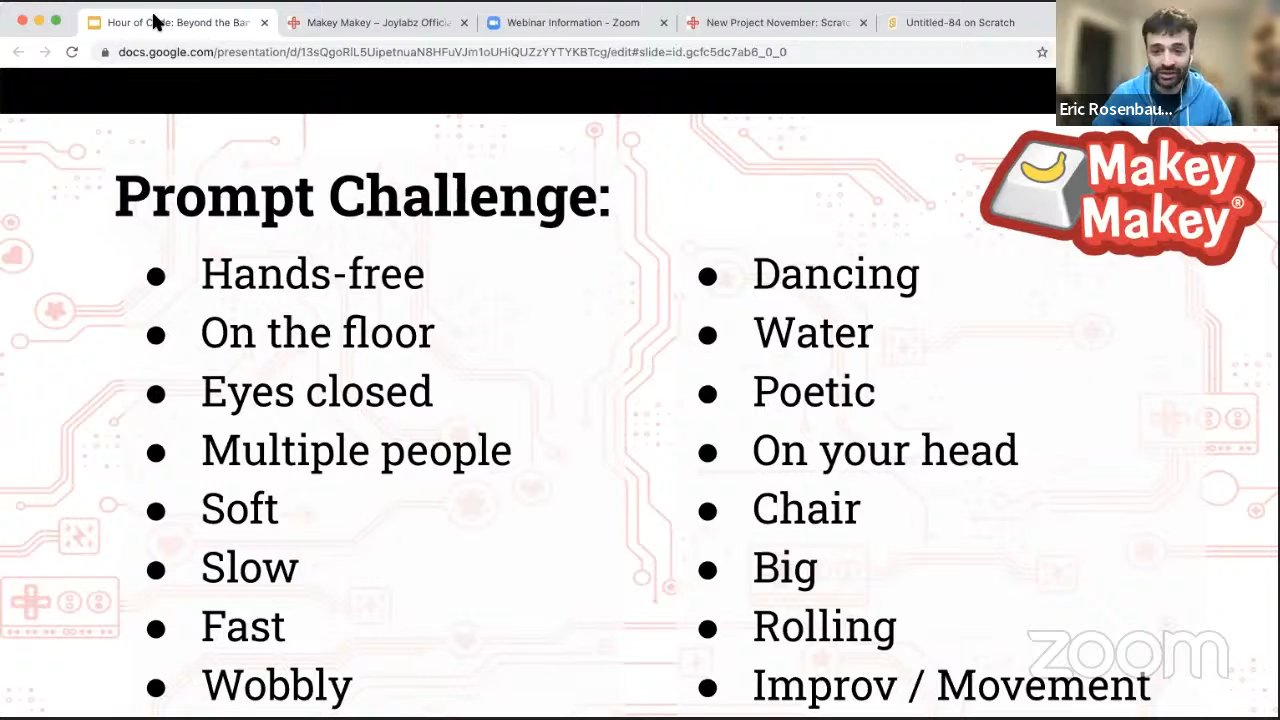 Hour of Code: Beyond the Ban
Makey Makey – Joylabz Officia
Webinar Information - Zoom
New Project November: Scratc
Untitled-84 on Scratch
docs.google.com/presentation/d/13sQgoRlL5UipetnuaN8HFuVJm1oUHiQUZzYYTYKBTcg/edit#slide=id.gcfc5dc7ab6_0_0
Eric Rosenbau...
Makey
Makey®
Prompt Challenge:
● Hands-free
● On the floor
● Eyes closed
● Multiple people
● Soft
● Slow
● Fast
● Wobbly
● Dancing
● Water
● Poetic
● On your head
● Chair
● Big
● Rolling
● Improv / Movement
zoom